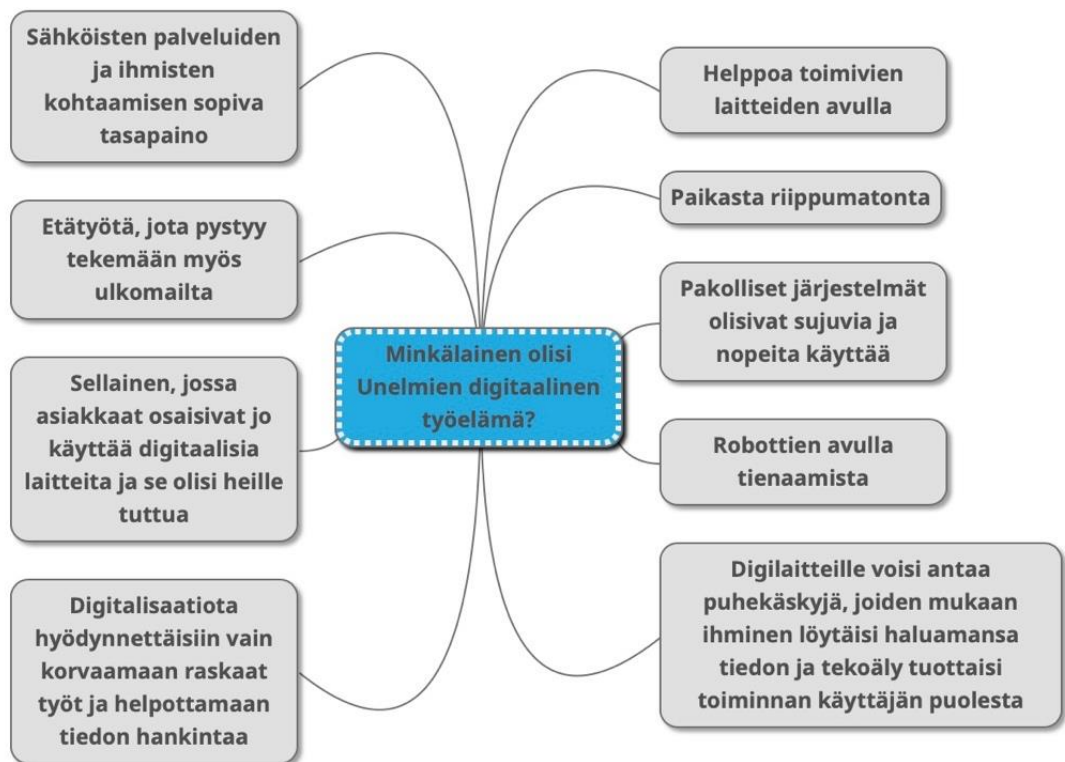 Sähköisten palveluiden
ja ihmisten
kohtaamisen sopiva
tasapaino
Etätyötä, jota pystyy
tekemään myös
ulkomailta
Sellainen, jossa
asiakkaat osaisivat jo
käyttää digitaalisia
laitteita ja se olisi heille
tuttua
Digitalisaatiota
hyödynnettäisiin vain
korvaamaan raskaat
työt ja helpottamaan
tiedon hankintaa
Minkälainen olisi
Unelmien digitaalinen
työelämä?
Helppoa toimivien
laitteiden avulla
Paikasta riippumatonta
Pakolliset järjestelmät
olisivat sujuvia ja
nopeita käyttää
Robottien avulla
tienaamista
Digilaitteille voisi antaa
puhekäskyjä, joiden mukaan
ihminen löytäisi haluamansa
tiedon ja tekoäly tuottaisi
toiminnan käyttäjän puolesta